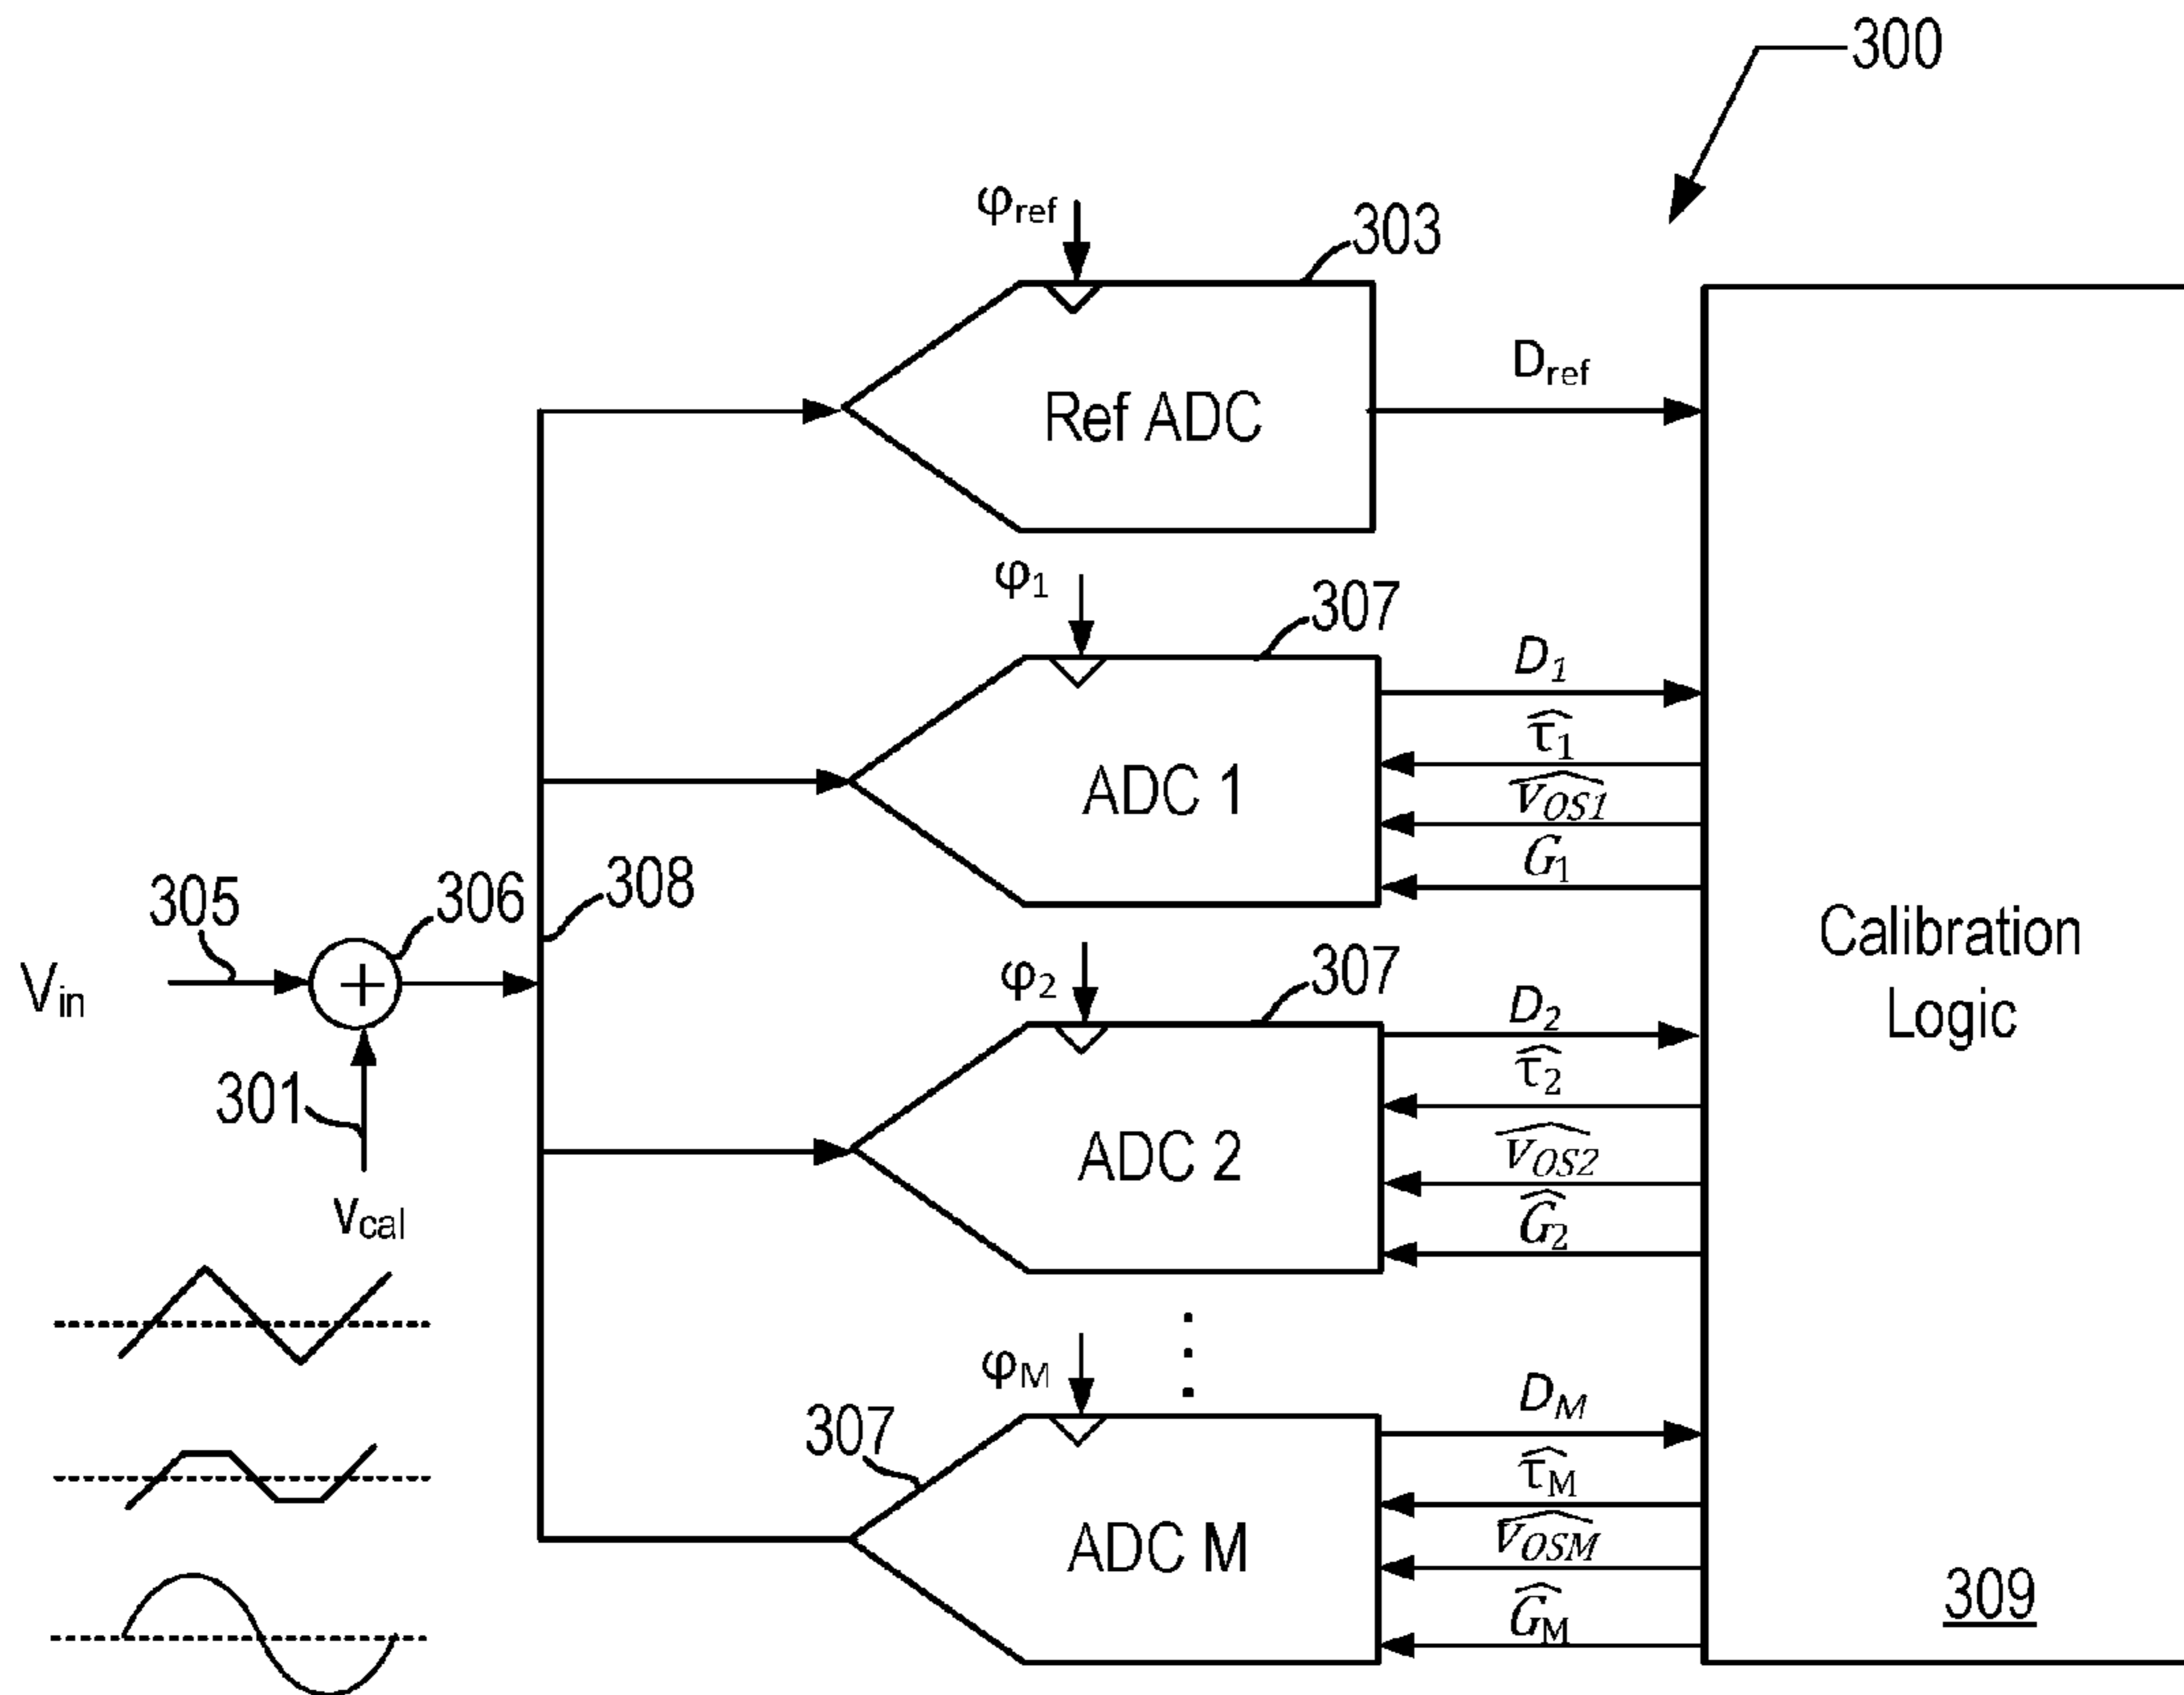 300
φref
303
Ref ADC
Dref
φ1
307
ADC 1
D1
τ̂1
v̂OS1
G1
305
306
308
Vin
+
301
vcal
φ2
307
ADC 2
D2
τ̂2
v̂OS2
Ĝ2
Calibration
Logic
φM
307
ADC M
DM
τ̂M
v̂OSM
ĜM
309